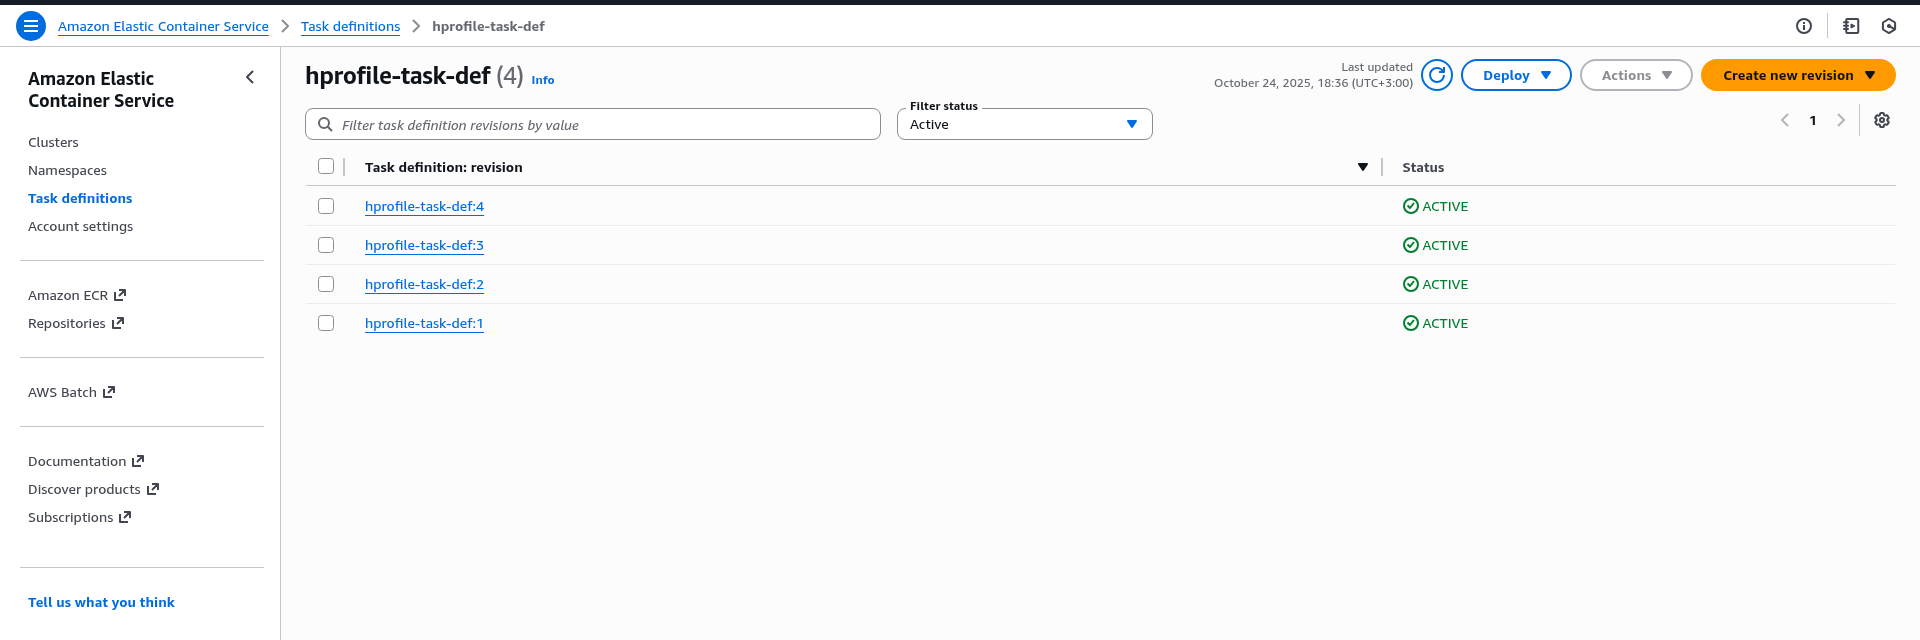 Amazon Elastic Container Service
Task definitions
hprofile-task-def
Amazon Elastic
Container Service
Clusters
Namespaces
Task definitions
Account settings
Amazon ECR
Repositories
AWS Batch
Documentation
Discover products
Subscriptions
Tell us what you think
hprofile-task-def (4) Info
Last updated
October 24, 2025, 18:36 (UTC+3:00)
Deploy
Actions
Create new revision
Filter task definition revisions by value
Filter status
Active
1
Task definition: revision Status
hprofile-task-def:4 ACTIVE
hprofile-task-def:3 ACTIVE
hprofile-task-def:2 ACTIVE
hprofile-task-def:1 ACTIVE